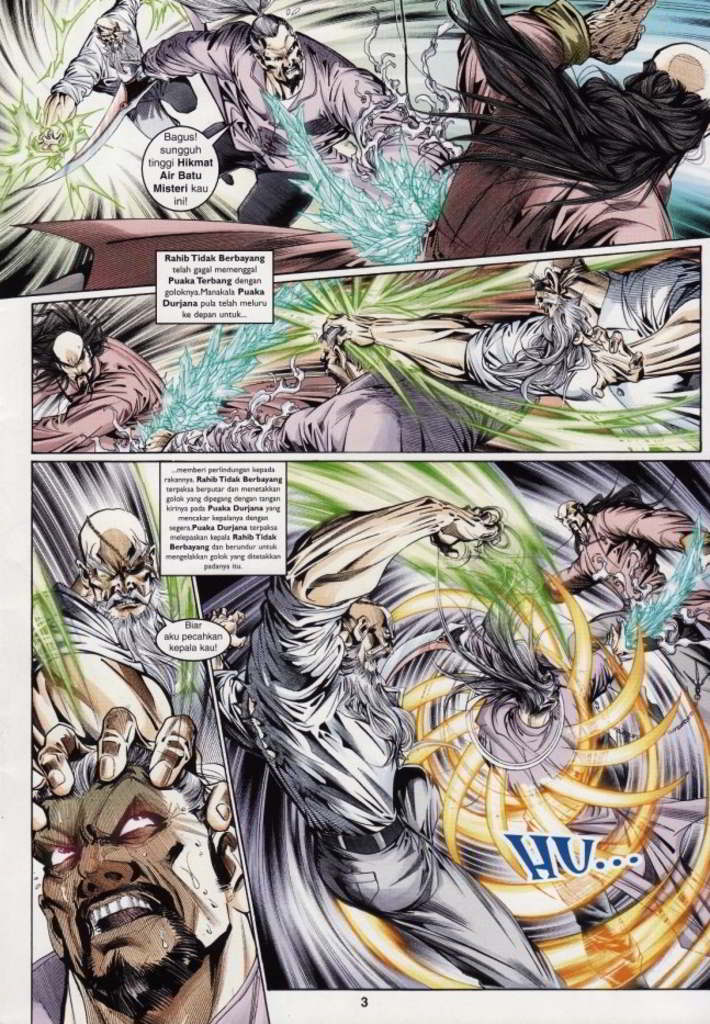 Bagus!
sungguh
tinggi Hikmat
Air Batu
Misteri kau
ini!
Rahib Tidak Berbayang
telah gagal memenggal
Puaka Terbang dengan
goloknya.Manakala Puaka
Durjana pula telah meluru
ke depan untuk...
...memberi perlindungan kepada
rakannya. Rahib Tidak Berbayang
terpaksa berputar dan menetakkan
golok yang dipegang dengan tangan
kirinya pada Puaka Durjana yang
mencakar kepalanya dengan
segera.Puaka Durjana terpaksa
melepaskan kepala Rahib Tidak
Berbayang dan berundur untuk
mengelakkan golok yang disetakkan
padanya itu.
Biar
aku pecahkan
kepala kau!
HU...
3